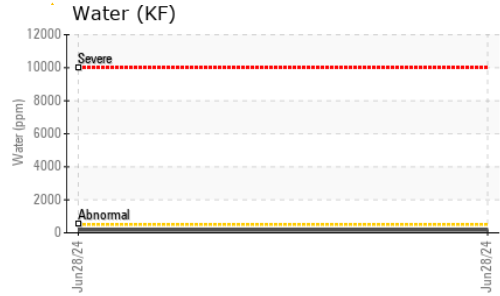 Water (KF)
12000
10000
8000
6000
4000
2000
0
Water (ppm)
Severe
Abnormal
Jun28/24
Jun28/24